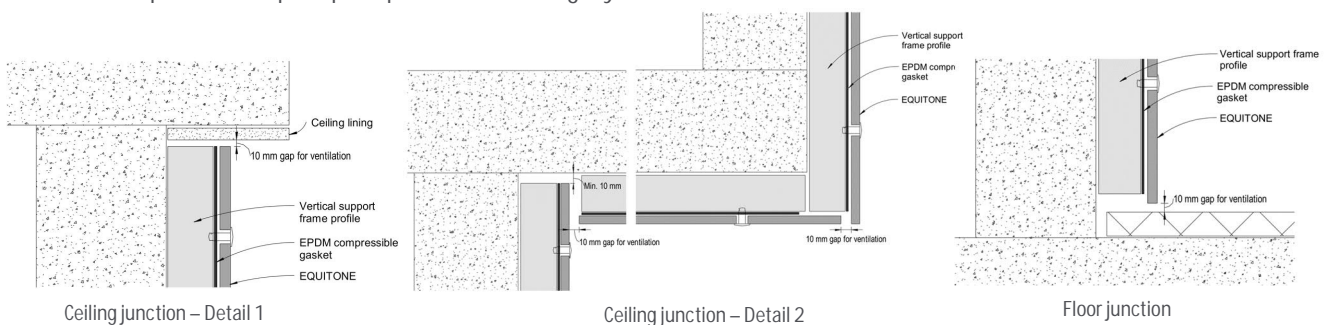 Ceiling lining
10 mm gap for ventilation
Vertical support
frame profile
EPDM compressible
gasket
EQUITONE
Ceiling junction – Detail 1
Vertical support
frame profile
EPDM compr
gasket
EQUITONE
Min. 10 mm
10 mm gap for ventilation
10 mm gap for ventilation
Ceiling junction – Detail 2
Vertical support frame
profile
EPDM compressible
gasket
EQUITONE
10 mm gap for ventilation
Floor junction